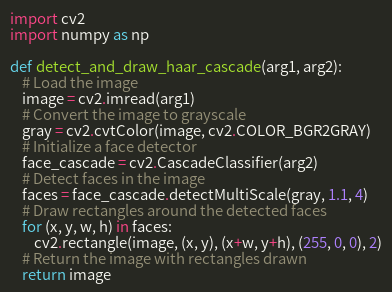 import cv2
import numpy as np

def detect_and_draw_haar_cascade(arg1, arg2):
    # Load the image
    image = cv2.imread(arg1)
    # Convert the image to grayscale
    gray = cv2.cvtColor(image, cv2.COLOR_BGR2GRAY)
    # Initialize a face detector
    face_cascade = cv2.CascadeClassifier(arg2)
    # Detect faces in the image
    faces = face_cascade.detectMultiScale(gray, 1.1, 4)
    # Draw rectangles around the detected faces
    for (x, y, w, h) in faces:
        cv2.rectangle(image, (x, y), (x+w, y+h), (255, 0, 0), 2)
    # Return the image with rectangles drawn
    return image